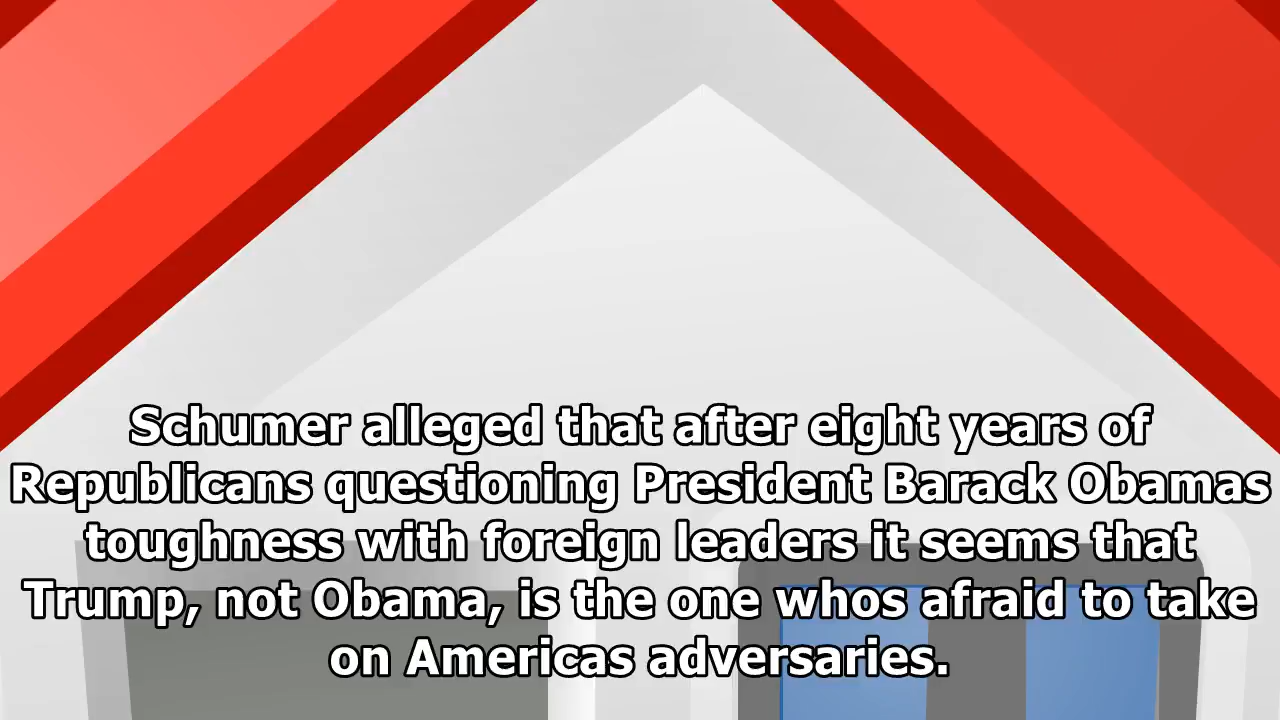 Schumer alleged that after eight years of
Republicans questioning President Barack Obamas
toughness with foreign leaders it seems that
Trump, not Obama, is the one whos afraid to take
on Americas adversaries.